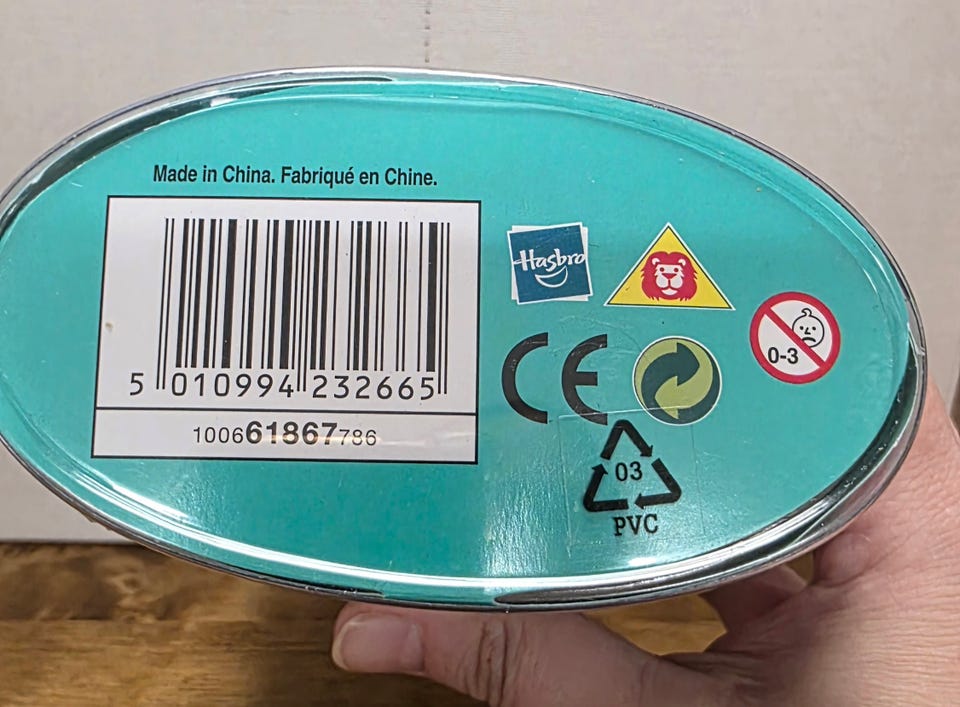 Made in China. Fabriqué en Chine.
5 010994 232665
100661867786
Hasbro
0-3
CE
03
PVC